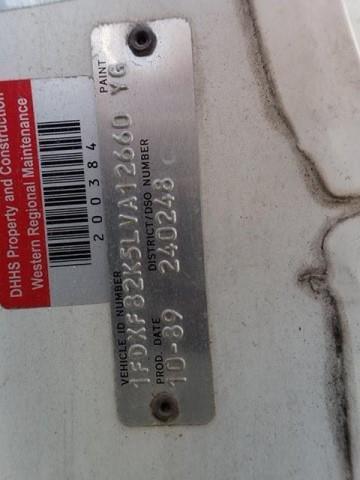 DHHS Property and Construction
Western Regional Maintenance
200384
VEHICLE ID NUMBER
PAINT
1FDXF82K5LVA12660 YG
PROD. DATE
DISTRICT/DSO NUMBER
10-89 240248